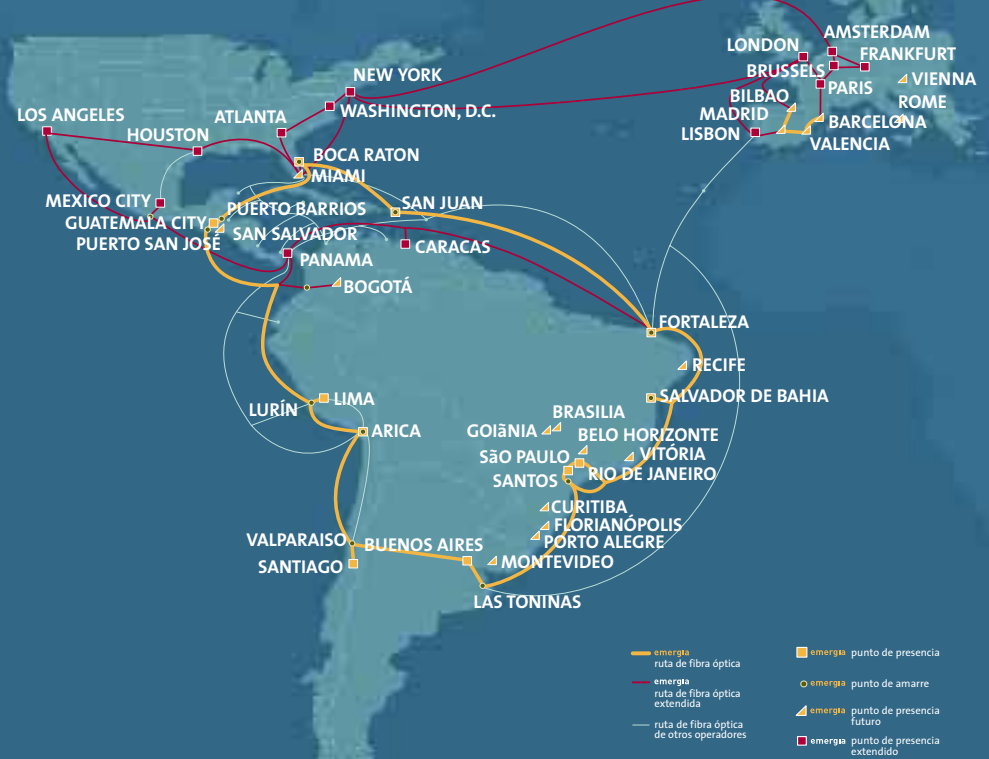 AMSTERDAM
LONDON
FRANKFURT
BRUSSELS
NEW YORK
VIENNA
PARIS
BILBAO
ROME
WASHINGTON, D.C.
MADRID
LOS ANGELES
ATLANTA
BARCELONA
HOUSTON
LISBON
VALENCIA
BOCA RATON
MIAMI
MEXICO CITY
SAN JUAN
PUERTO BARRIOS
GUATEMALA CITY
SAN SALVADOR
PUERTO SAN JOSÉ
CARACAS
PANAMA
BOGOTÁ
FORTALEZA
RECIFE
SALVADOR DE BAHIA
LIMA
LURÍN
BRASILIA
ARICA
GOIãNIA
BELO HORIZONTE
VITÓRIA
SãO PAULO
RIO DE JANEIRO
SANTOS
CURITIBA
FLORIANÓPOLIS
PORTO ALEGRE
VALPARAISO
BUENOS AIRES
MONTEVIDEO
SANTIAGO
LAS TONINAS
emergia
ruta de fibra óptica
emergia
ruta de fibra óptica
extendida
ruta de fibra óptica
de otros operadores
emergia punto de presencia
emergia punto de amarre
emergia punto de presencia
futuro
emergia punto de presencia
extendido